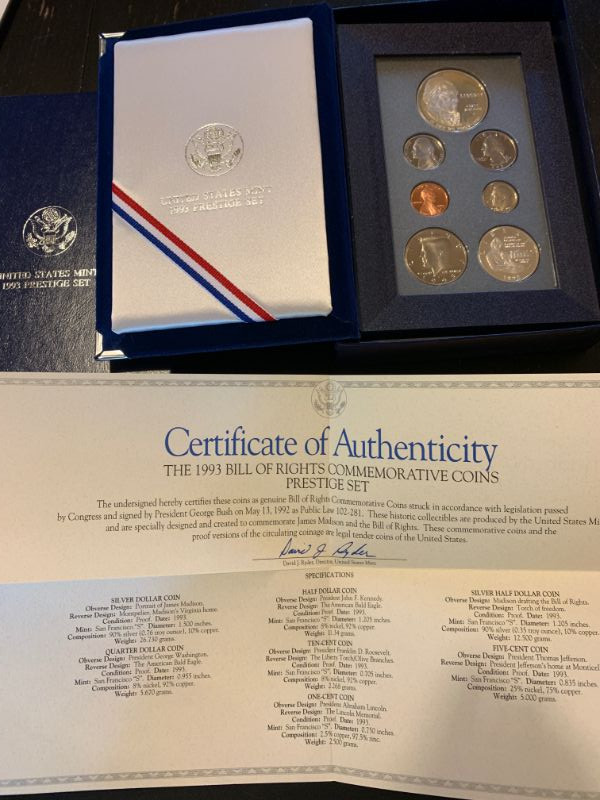 UNITED STATES MINT
1993 PRESTIGE SET
UNITED STATES MINT
1993 PRESTIGE SET
LIBERTY
Certificate of Authenticity
THE 1993 BILL OF RIGHTS COMMEMORATIVE COINS
PRESTIGE SET
The undersigned hereby certifies these coins as genuine Bill of Rights Commemorative Coins struck in accordance with legislation passed
by Congress and signed by President George Bush on May 13, 1992 as Public Law 102-281. These historic collectibles are produced by the United States Mi
and are specially designed and created to commemorate James Madison and the Bill of Rights. These commemorative coins and the
proof versions of the circulating coinage are legal tender coins of the United States.
David J. Ryder
David J. Ryder, Director, United States Mint
SPECIFICATIONS
SILVER DOLLAR COIN
Obverse Design: Portrait of James Madison.
Reverse Design: Montpelier, Madison's Virginia home.
Condition: Proof. Date: 1993.
Mint: San Francisco "S". Diameter: 1.500 inches.
Composition: 90% silver (0.76 troy ounce), 10% copper.
Weight: 26.730 grams.
QUARTER DOLLAR COIN
Obverse Design: President George Washington.
Reverse Design: The American Bald Eagle.
Condition: Proof. Date: 1993.
Mint: San Francisco "S". Diameter: 0.955 inches.
Composition: 8% nickel, 92% copper.
Weight: 5.670 grams.
HALF DOLLAR COIN
Obverse Design: President John F. Kennedy.
Reverse Design: The American Bald Eagle.
Condition: Proof. Date: 1993.
Mint: San Francisco "S". Diameter: 1.205 inches.
Composition: 8% nickel, 92% copper.
Weight: 11.34 grams.
TEN-CENT COIN
Obverse Design: President Franklin D. Roosevelt.
Reverse Design: The Liberty Torch/Olive Branches.
Condition: Proof. Date: 1993.
Mint: San Francisco "S". Diameter: 0.705 inches.
Composition: 8% nickel, 92% copper.
Weight: 2.268 grams.
ONE-CENT COIN
Obverse Design: President Abraham Lincoln.
Reverse Design: The Lincoln Memorial.
Condition: Proof. Date: 1993.
Mint: San Francisco "S". Diameter: 0.750 inches.
Composition: 2.5% copper, 97.5% zinc.
Weight: 2.500 grams.
SILVER HALF DOLLAR COIN
Obverse Design: Madison drafting the Bill of Rights.
Reverse Design: Torch of freedom.
Condition: Proof. Date: 1993.
Mint: San Francisco "S". Diameter: 1.205 inches.
Composition: 90% silver (0.35 troy ounce), 10% copper.
Weight: 12.500 grams.
FIVE-CENT COIN
Obverse Design: President Thomas Jefferson.
Reverse Design: President Jefferson's home at Monticel
Condition: Proof. Date: 1993.
Mint: San Francisco "S". Diameter: 0.835 inches.
Composition: 25% nickel, 75% copper.
Weight: 5.000 grams.